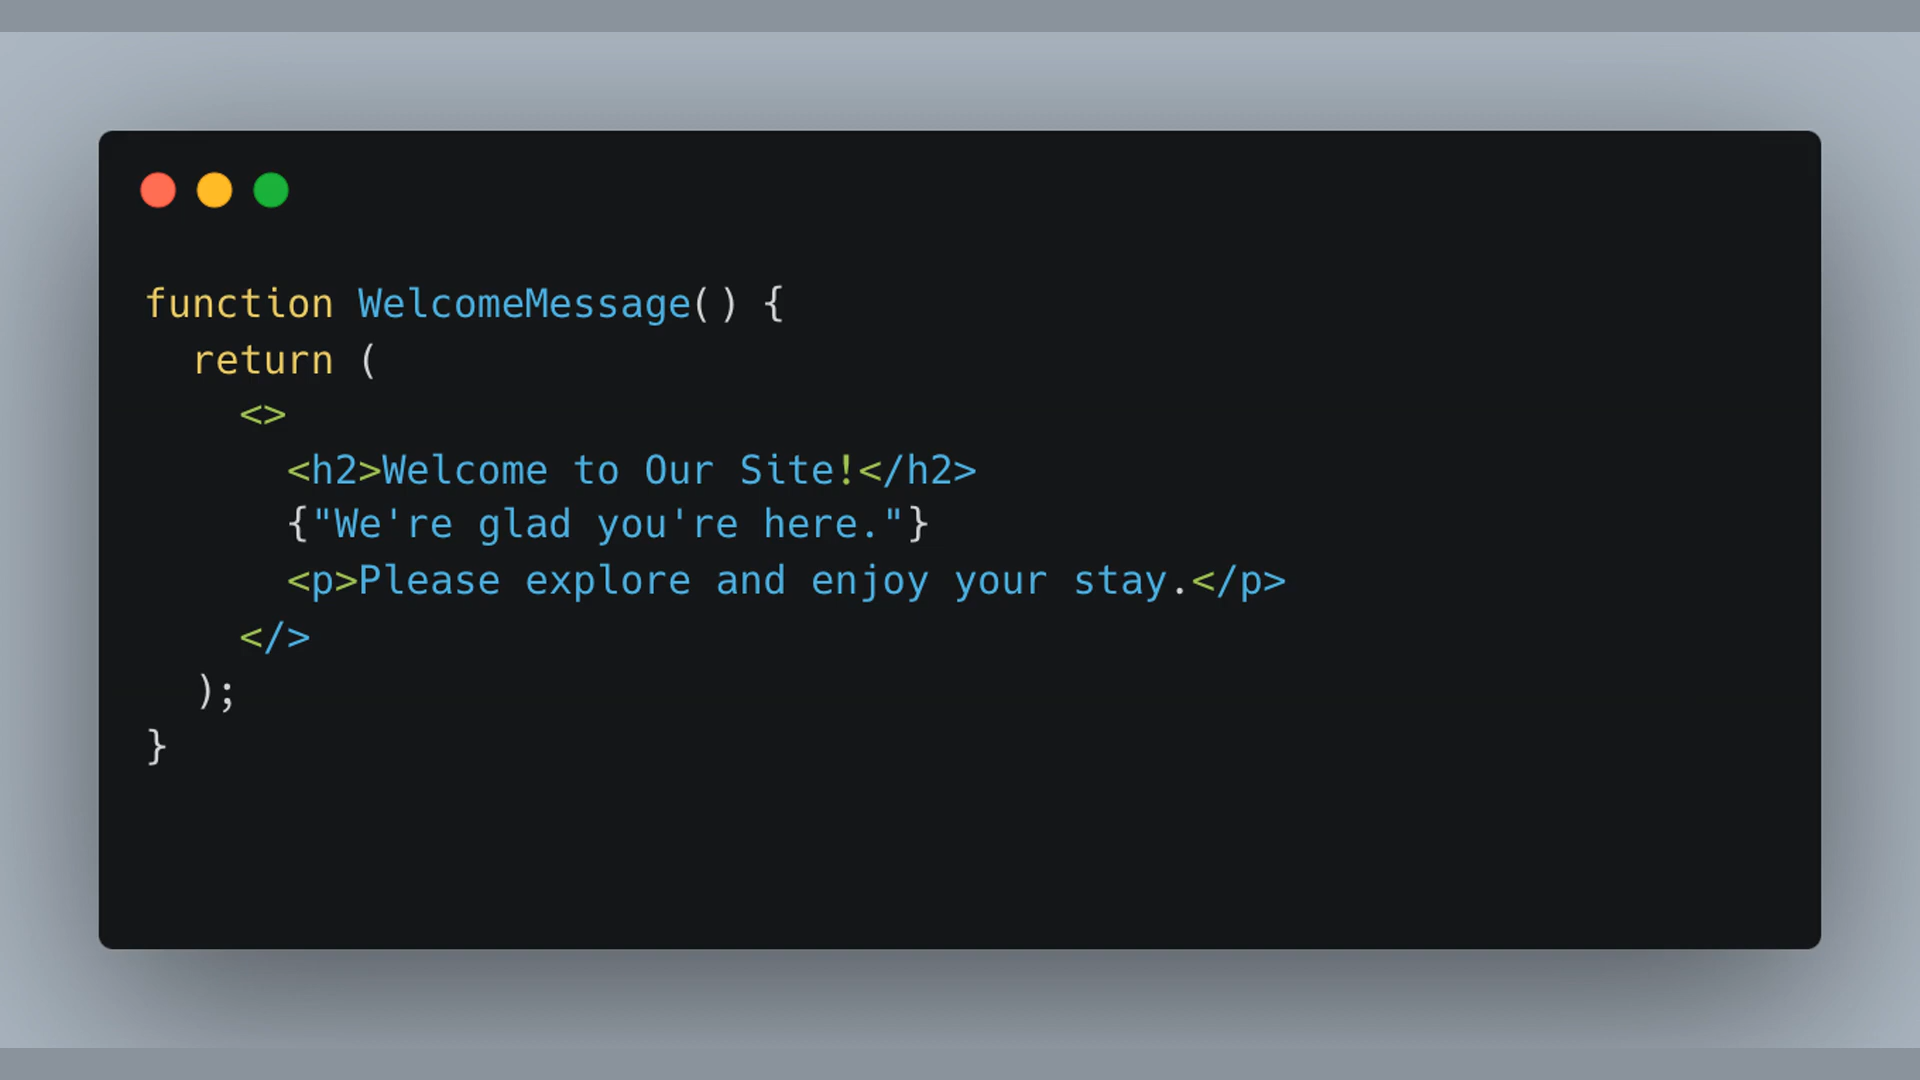 function WelcomeMessage() {
  return (
    <>
      <h2>Welcome to Our Site!</h2>
      {"We're glad you're here."}
      <p>Please explore and enjoy your stay.</p>
    </>
  );
}